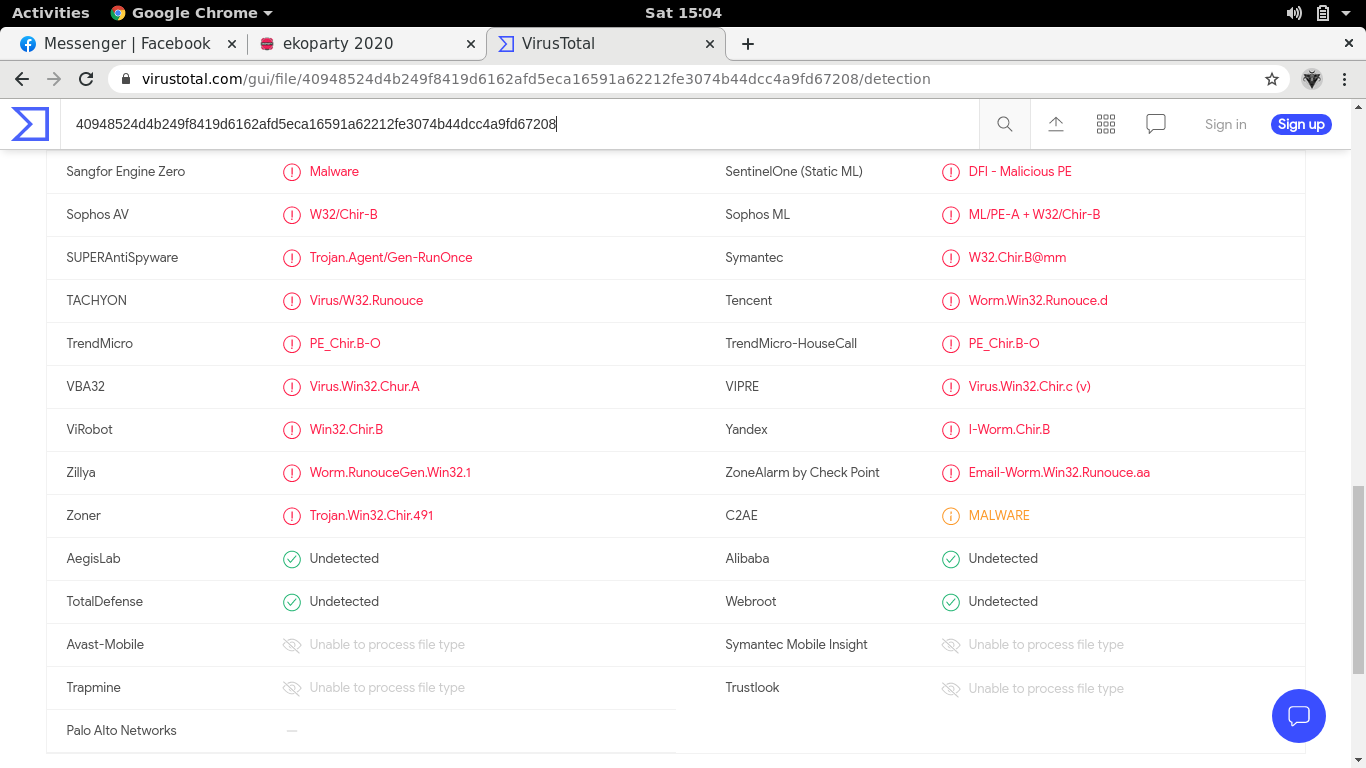 Activities Google Chrome Sat 15:04
Messenger | Facebook ekoparty 2020 VirusTotal
virustotal.com/gui/file/40948524d4b249f8419d6162afd5eca16591a62212fe3074b44dcc4a9fd67208/detection
40948524d4b249f8419d6162afd5eca16591a62212fe3074b44dcc4a9fd67208 Sign in Sign up
Sangfor Engine Zero Malware SentinelOne (Static ML) DFI - Malicious PE
Sophos AV W32/Chir-B Sophos ML ML/PE-A + W32/Chir-B
SUPERAntiSpyware Trojan.Agent/Gen-RunOnce Symantec W32.Chir.B@mm
TACHYON Virus/W32.Runouce Tencent Worm.Win32.Runouce.d
TrendMicro PE_Chir.B-O TrendMicro-HouseCall PE_Chir.B-O
VBA32 Virus.Win32.Chur.A VIPRE Virus.Win32.Chir.c (v)
ViRobot Win32.Chir.B Yandex I-Worm.Chir.B
Zillya Worm.RunouceGen.Win32.1 ZoneAlarm by Check Point Email-Worm.Win32.Runouce.aa
Zoner Trojan.Win32.Chir.491 C2AE MALWARE
AegisLab Undetected Alibaba Undetected
TotalDefense Undetected Webroot Undetected
Avast-Mobile Unable to process file type Symantec Mobile Insight Unable to process file type
Trapmine Unable to process file type Trustlook Unable to process file type
Palo Alto Networks —